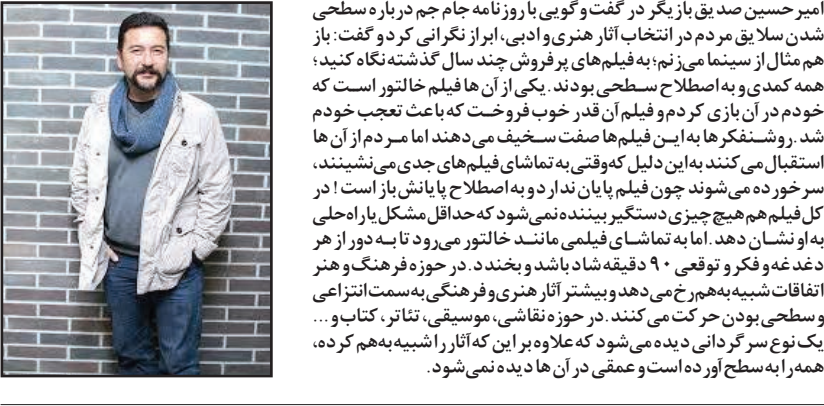 امیرحسین صدیق بازیگر در گفت‌وگویی با روزنامه جام جم درباره سطحی
شدن سلایق مردم در انتخاب آثار هنری و ادبی، ابراز نگرانی کرد و گفت: باز
هم مثال از سینما می‌زنم؛ به فیلم‌های پرفروش چند سال گذشته نگاه کنید؛
همه کمدی و به اصطلاح سطحی بودند. یکی از آن ها فیلم خالتور است که
خودم در آن بازی کردم و فیلم آن قدر خوب فروخت که باعث تعجب خودم
شد. روشنفکرها به این فیلم‌ها صفت سخیف می‌دهند اما مردم از آن ها
استقبال می‌کنند به این دلیل که وقتی به تماشای فیلم‌های جدی می‌نشینند،
سرخورده می‌شوند چون فیلم پایان ندارد و به اصطلاح پایانش باز است! در
کل فیلم هم هیچ چیزی دستگیر بیننده نمی‌شود که حداقل مشکل یا راه‌حلی
به او نشان دهد. اما به تماشای فیلمی مانند خالتور می‌رود تا به دور از هر
دغدغه و فکر و توقعی ۹۰ دقیقه شاد باشد و بخندد. در حوزه فرهنگ و هنر
اتفاقات شبیه به هم رخ می‌دهد و بیشتر آثار هنری و فرهنگی به سمت انتزاعی
و سطحی بودن حرکت می‌کنند. در حوزه نقاشی، موسیقی، تئاتر، کتاب و ...
یک نوع سرگردانی دیده می‌شود که علاوه بر این که آثار را شبیه به هم کرده،
همه را به سطح آورده است و عمقی در آن ها دیده نمی‌شود.